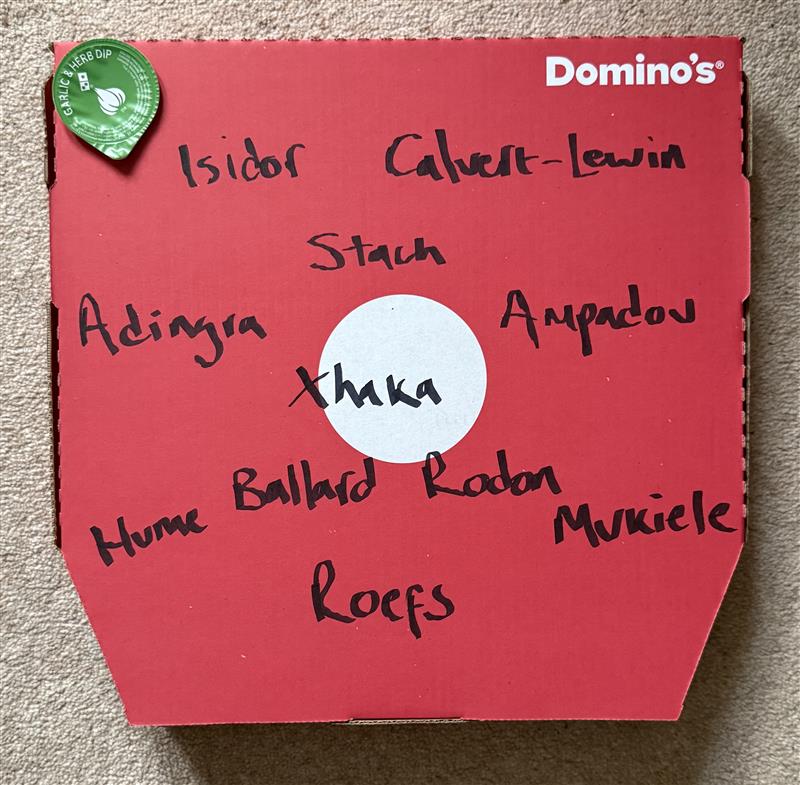 GARLIC & HERB DIP
Domino's®
Isidor Calvert-Lewin
Stach
Adingra Ampadou
Xhaka
Ballard Rodon
Hume Mukiele
Roefs